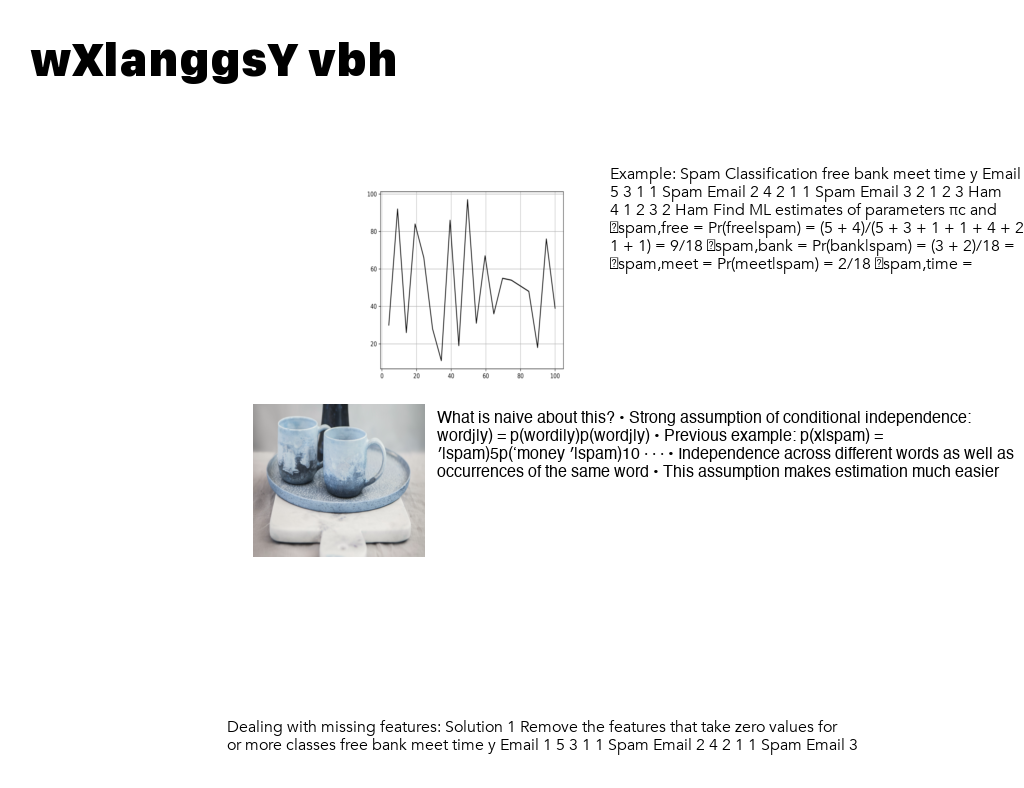 wXlanggsY vbh
Example: Spam Classification free bank meet time y Email
5 3 1 1 Spam Email 2 4 2 1 1 Spam Email 3 2 1 2 3 Ham
4 1 2 3 2 Ham Find ML estimates of parameters πc and
spam,free = Pr(free|spam) = (5 + 4)/(5 + 3 + 1 + 1 + 4 + 2
1 + 1) = 9/18 spam,bank = Pr(bank|spam) = (3 + 2)/18 =
spam,meet = Pr(meet|spam) = 2/18 spam,time =
100
80
60
40
20
0 20 40 60 80 100
What is naive about this? • Strong assumption of conditional independence:
wordj|y) = p(wordi|y)p(wordj|y) • Previous example: p(x|spam) =
′|spam)5p(‘money ′|spam)10 · · · • Independence across different words as well as
occurrences of the same word • This assumption makes estimation much easier
Dealing with missing features: Solution 1 Remove the features that take zero values for
or more classes free bank meet time y Email 1 5 3 1 1 Spam Email 2 4 2 1 1 Spam Email 3